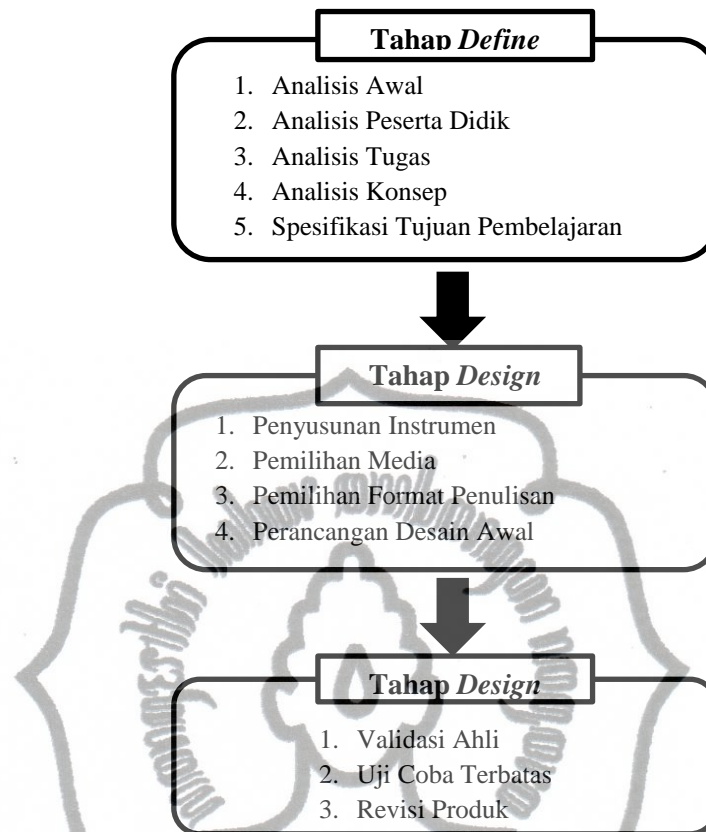 Tahap Define
1. Analisis Awal
2. Analisis Peserta Didik
3. Analisis Tugas
4. Analisis Konsep
5. Spesifikasi Tujuan Pembelajaran
Tahap Design
1. Penyusunan Instrumen
2. Pemilihan Media
3. Pemilihan Format Penulisan
4. Perancangan Desain Awal
Tahap Design
1. Validasi Ahli
2. Uji Coba Terbatas
3. Revisi Produk